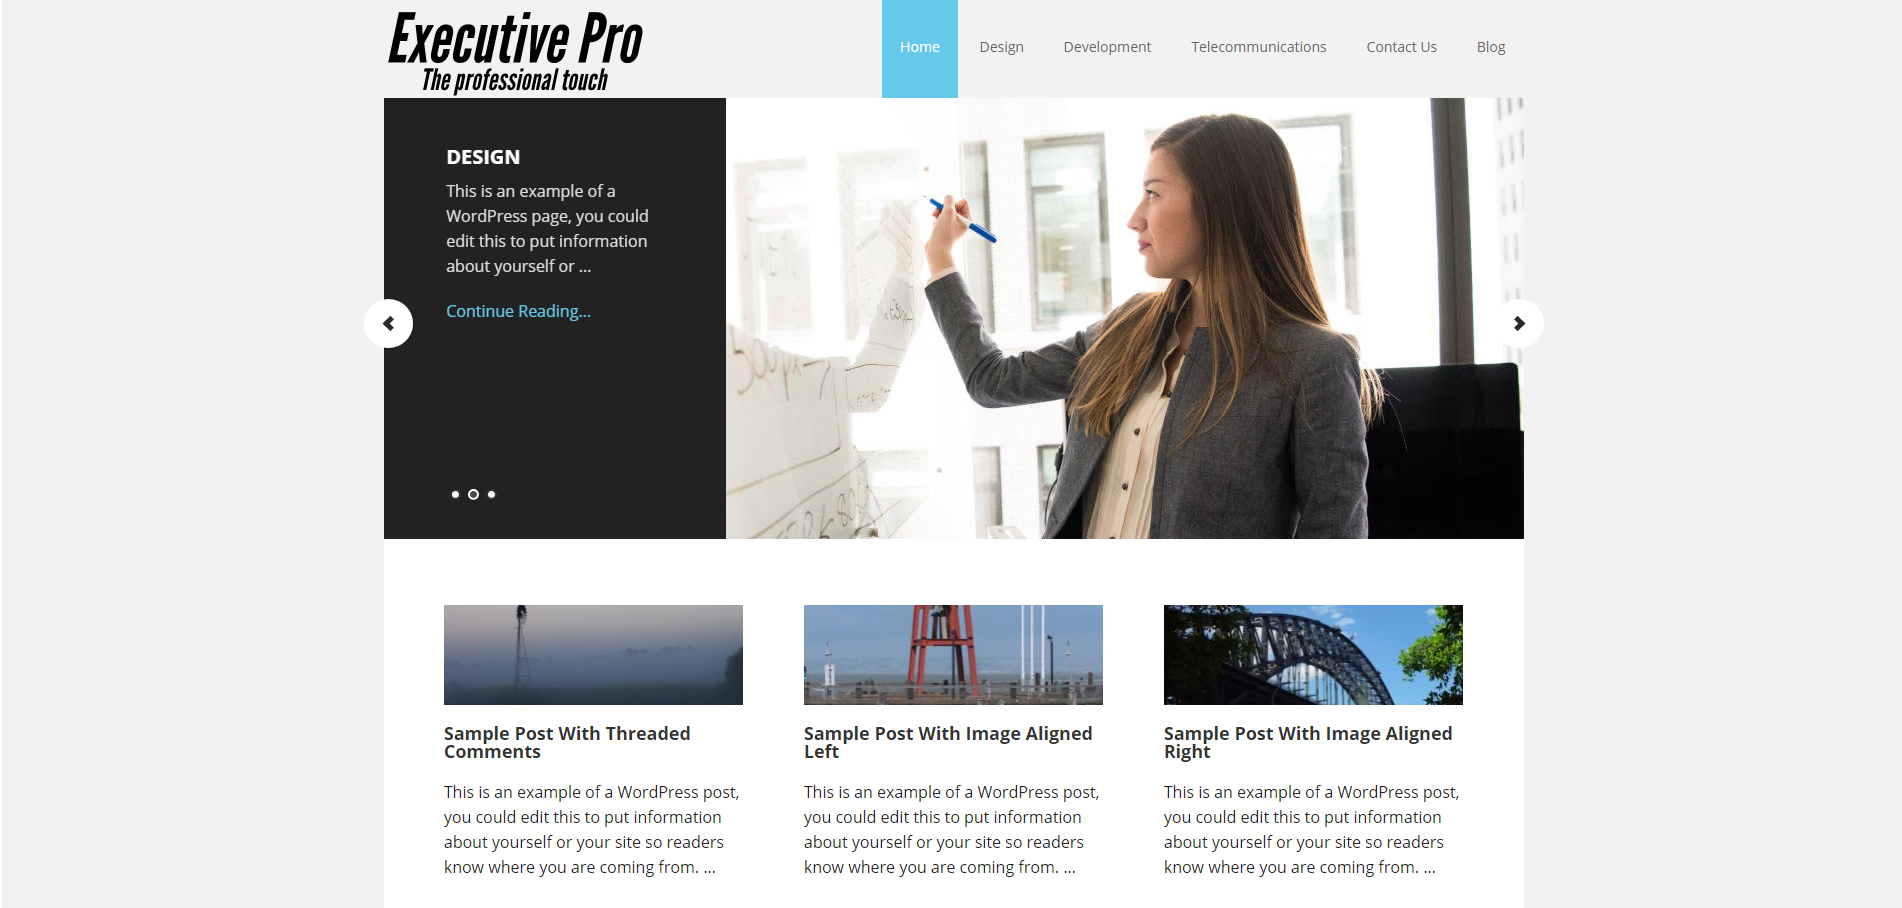 Executive Pro
The professional touch
Home Design Development Telecommunications Contact Us Blog
DESIGN
This is an example of a
WordPress page, you could
edit this to put information
about yourself or ...
Continue Reading...
Sample Post With Threaded
Comments
This is an example of a WordPress post,
you could edit this to put information
about yourself or your site so readers
know where you are coming from. ...
Sample Post With Image Aligned
Left
This is an example of a WordPress post,
you could edit this to put information
about yourself or your site so readers
know where you are coming from. ...
Sample Post With Image Aligned
Right
This is an example of a WordPress post,
you could edit this to put information
about yourself or your site so readers
know where you are coming from. ...